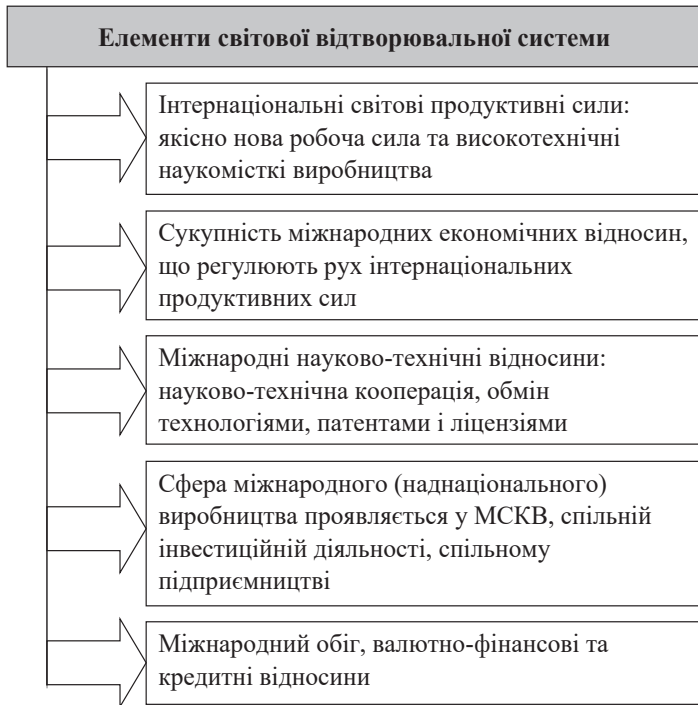 Елементи світової відтворювальної системи
Інтернаціональні світові продуктивні сили:
якісно нова робоча сила та високотехнічні
наукомісткі виробництва
Сукупність міжнародних економічних відносин,
що регулюють рух інтернаціональних
продуктивних сил
Міжнародні науково-технічні відносини:
науково-технічна кооперація, обмін
технологіями, патентами і ліцензіями
Сфера міжнародного (наднаціонального)
виробництва проявляється у МСКВ, спільній
інвестиційній діяльності, спільному
підприємництві
Міжнародний обіг, валютно-фінансові та
кредитні відносини